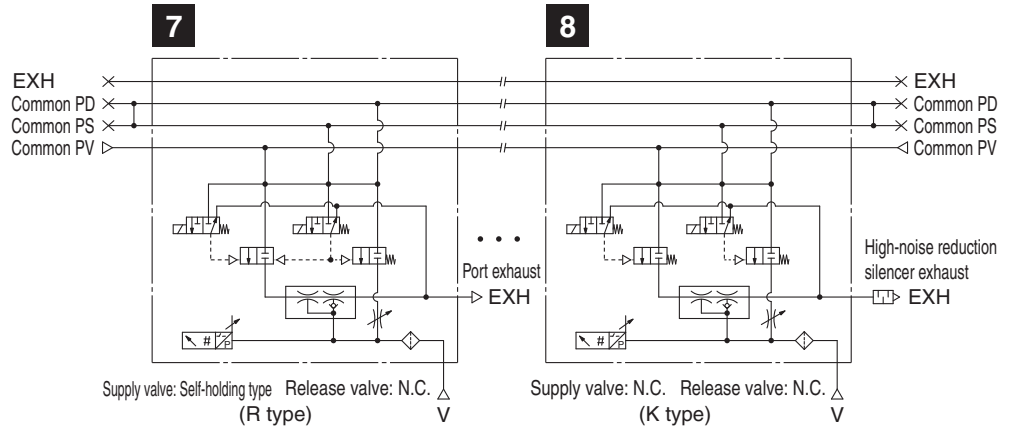 7
8
EXH
EXH
Common PD
Common PD
Common PS
Common PS
Common PV
Common PV
• • •
Port exhaust
EXH
High-noise reduction
silencer exhaust
EXH
# P
# P
Supply valve: Self-holding type Release valve: N.C.
(R type)
V
Supply valve: N.C. Release valve: N.C.
(K type)
V